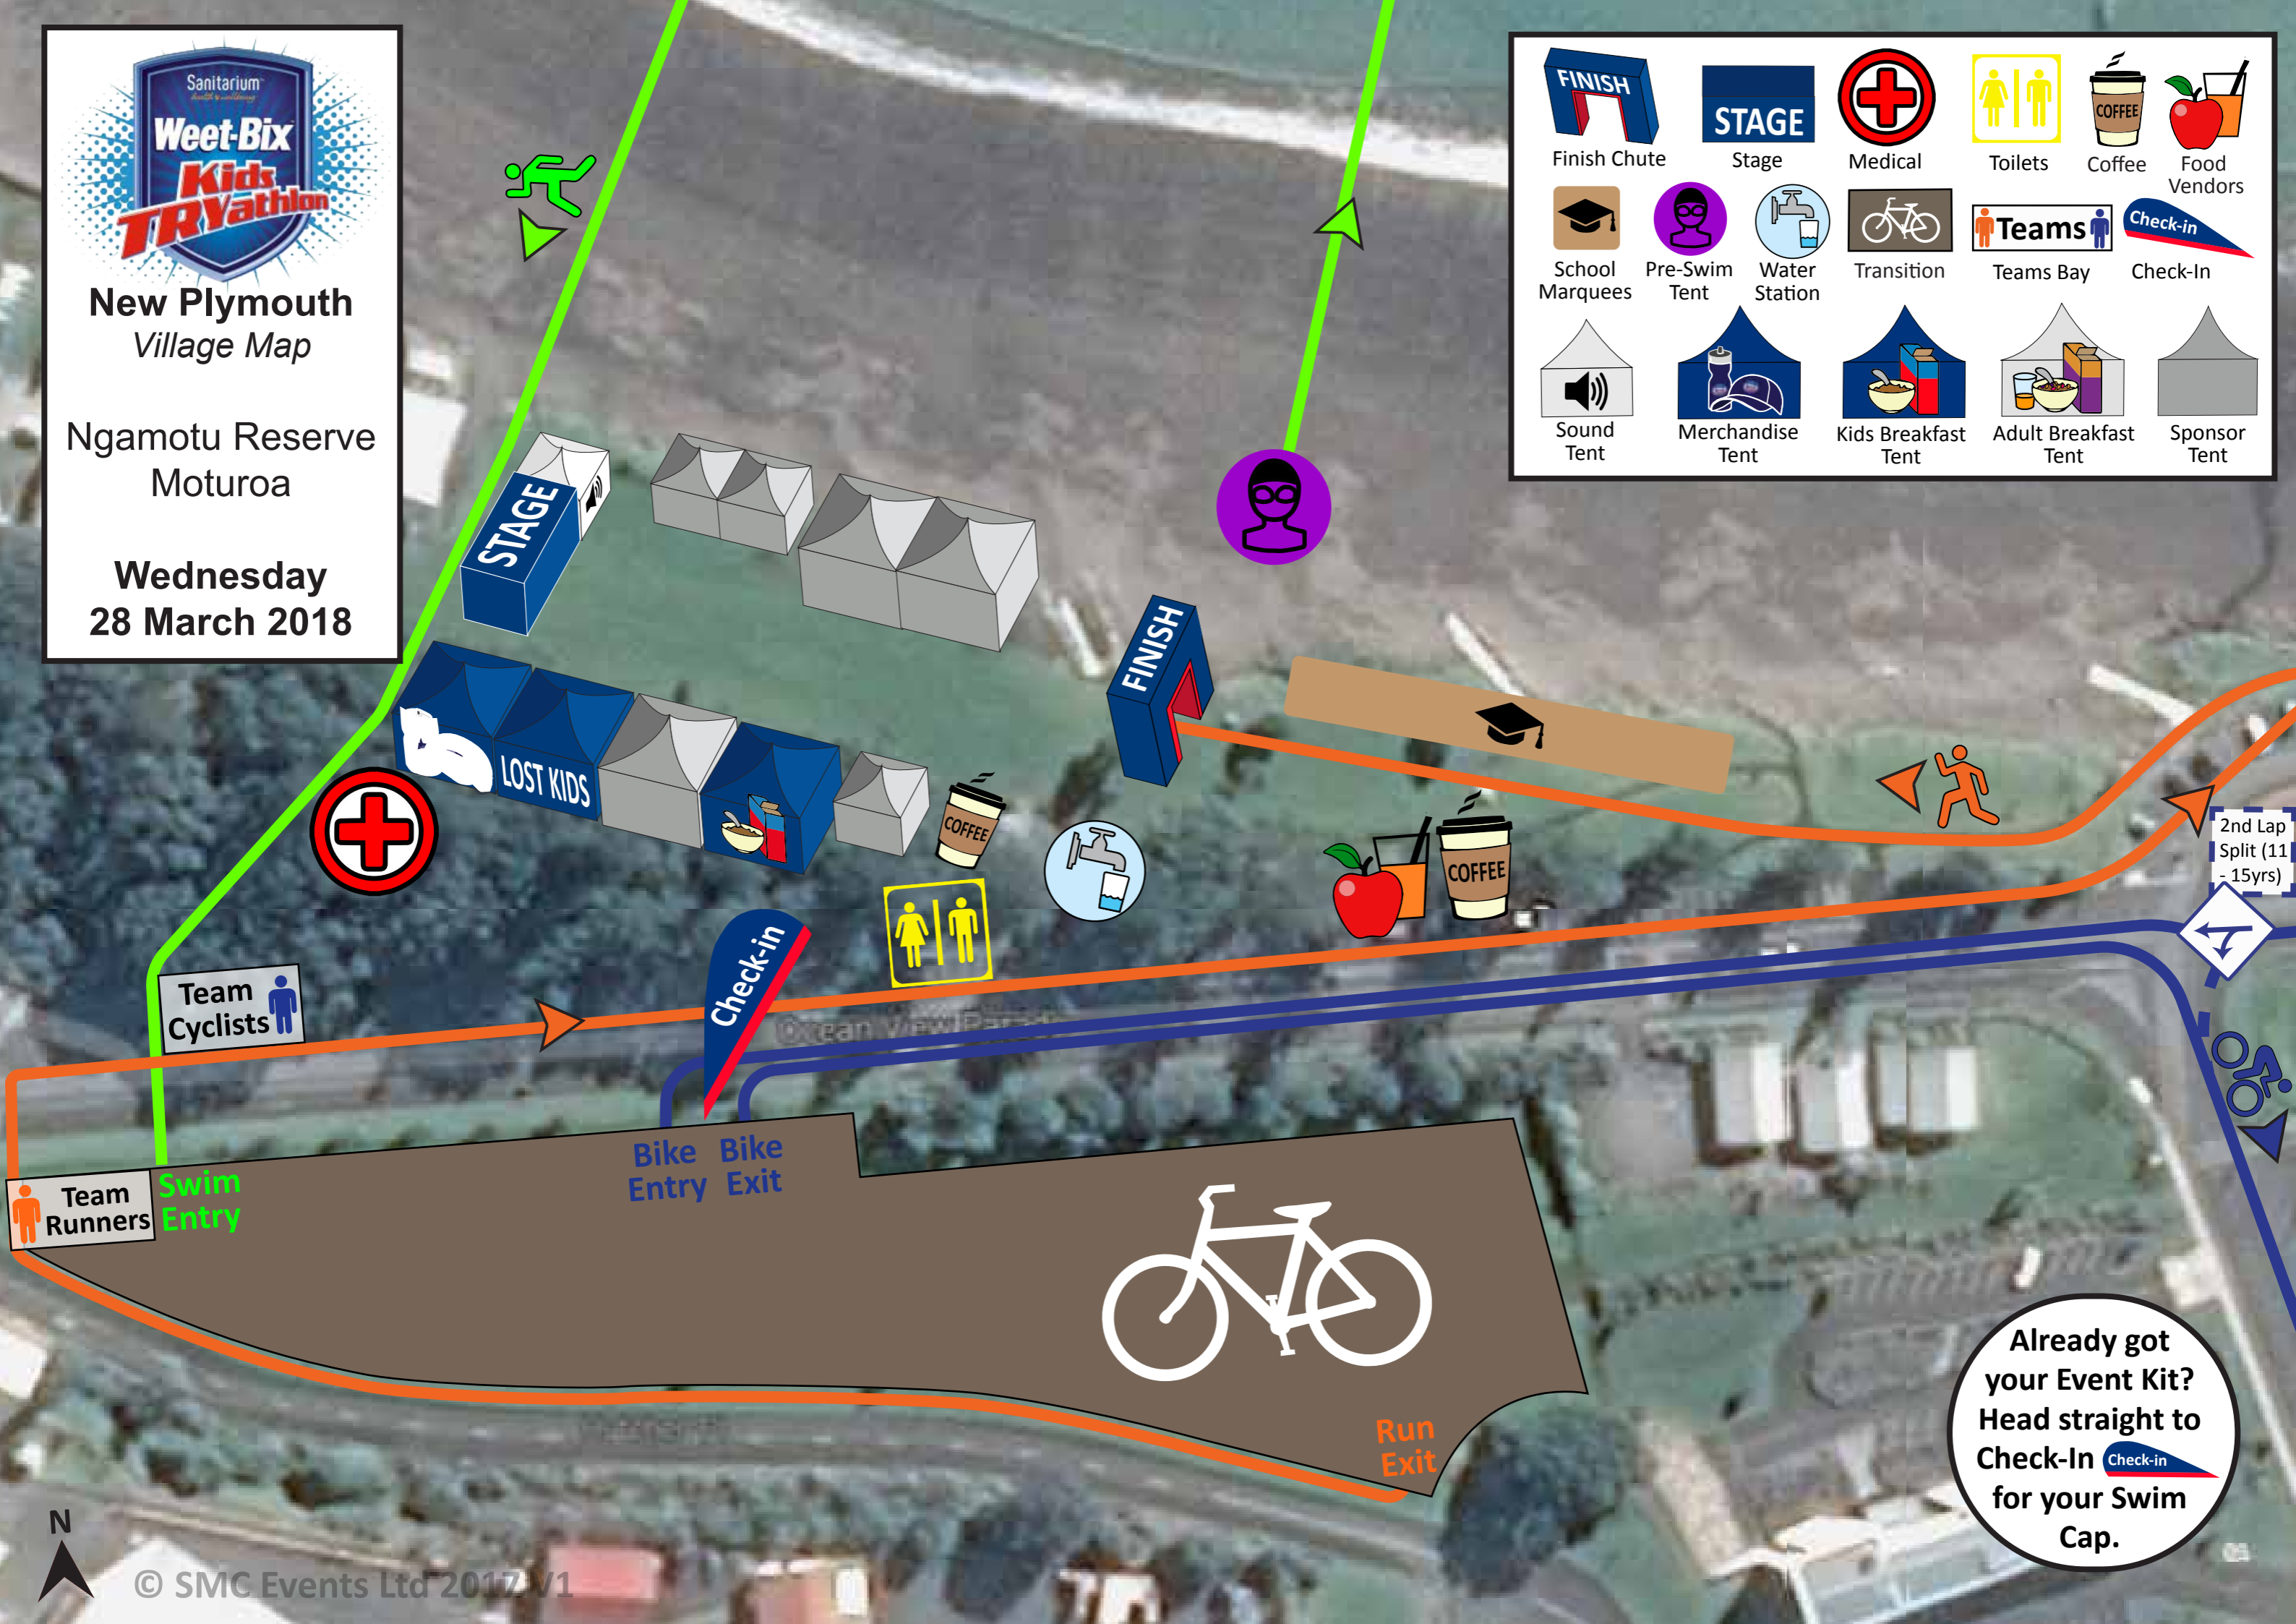 Sanitarium
health & wellbeing
Weet-Bix
Kids
TRYathlon
New Plymouth
Village Map
Ngamotu Reserve
Moturoa
Wednesday
28 March 2018
FINISH
Finish Chute
STAGE
Stage
Medical
Toilets
COFFEE
Coffee
Food
Vendors
School
Marquees
Pre-Swim
Tent
Water
Station
Transition
Teams
Teams Bay
Check-in
Check-In
Sound
Tent
Merchandise
Tent
Kids Breakfast
Tent
Adult Breakfast
Tent
Sponsor
Tent
STAGE
FINISH
LOST KIDS
COFFEE
COFFEE
2nd Lap
Split (11
- 15yrs)
Check-in
Team
Cyclists
Team
Runners
Swim
Entry
Bike
Entry
Bike
Exit
Run
Exit
Already got
your Event Kit?
Head straight to
Check-In Check-in
for your Swim
Cap.
N
© SMC Events Ltd 2017 V1